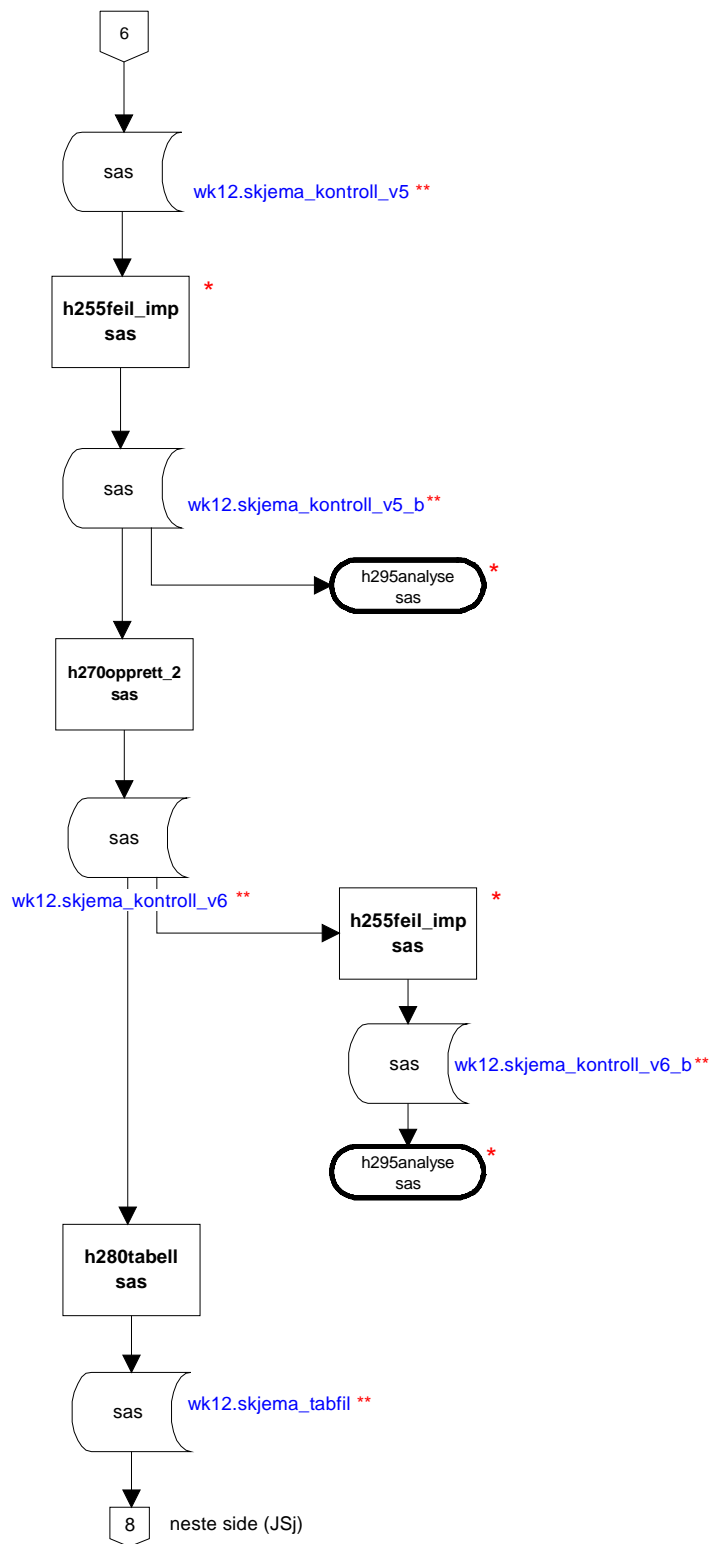 6
sas
wk12.skjema_kontroll_v5 **
h255feil_imp *
sas
sas
wk12.skjema_kontroll_v5_b**
h295analyse *
sas
h270opprett_2
sas
sas
wk12.skjema_kontroll_v6 **
h255feil_imp *
sas
sas
wk12.skjema_kontroll_v6_b**
h295analyse *
sas
h280tabell
sas
sas
wk12.skjema_tabfil **
8 neste side (JSj)